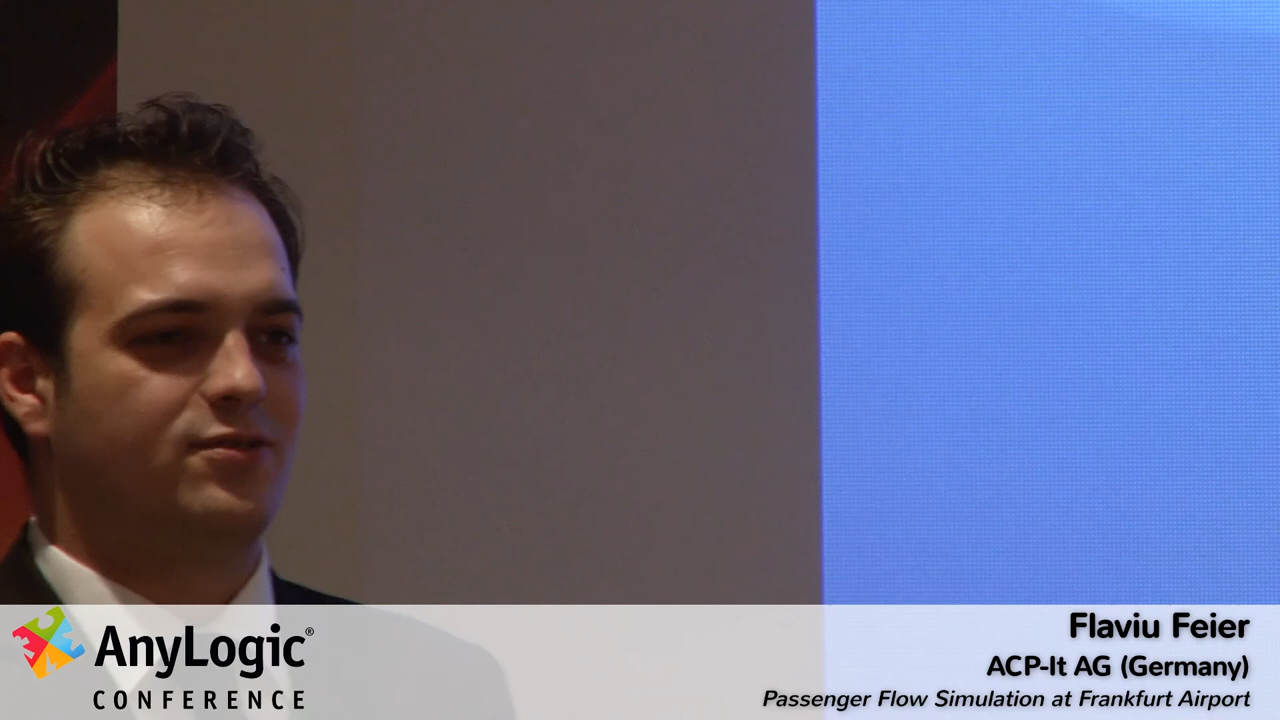 AnyLogic®
CONFERENCE
Flaviu Feier
ACP-It AG (Germany)
Passenger Flow Simulation at Frankfurt Airport